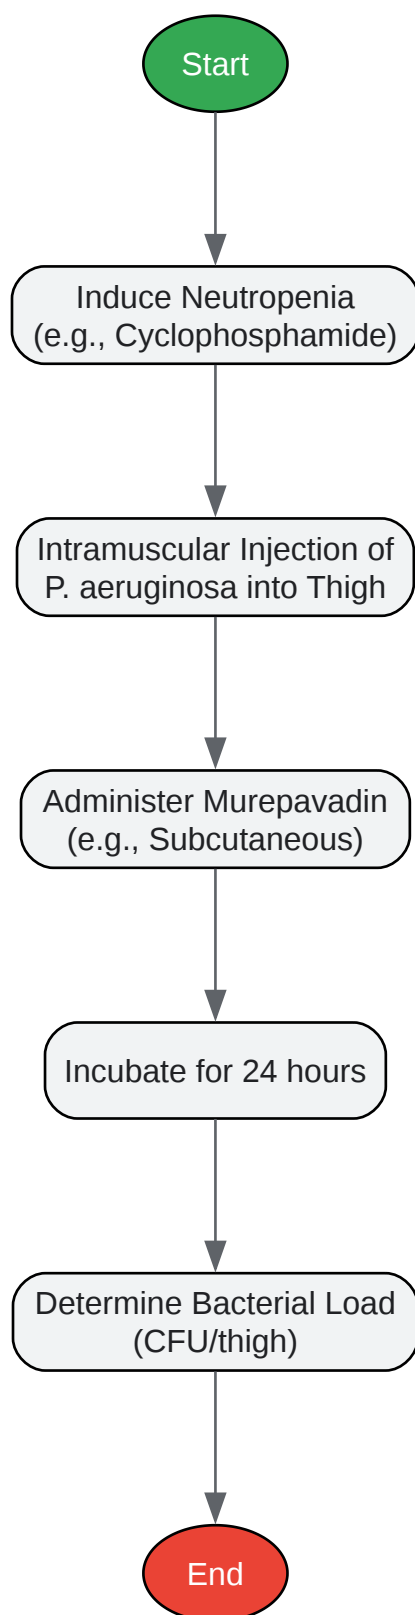 Start
Induce Neutropenia
(e.g., Cyclophosphamide)
Intramuscular Injection of
P. aeruginosa into Thigh
Administer Murepavadin
(e.g., Subcutaneous)
Incubate for 24 hours
Determine Bacterial Load
(CFU/thigh)
End